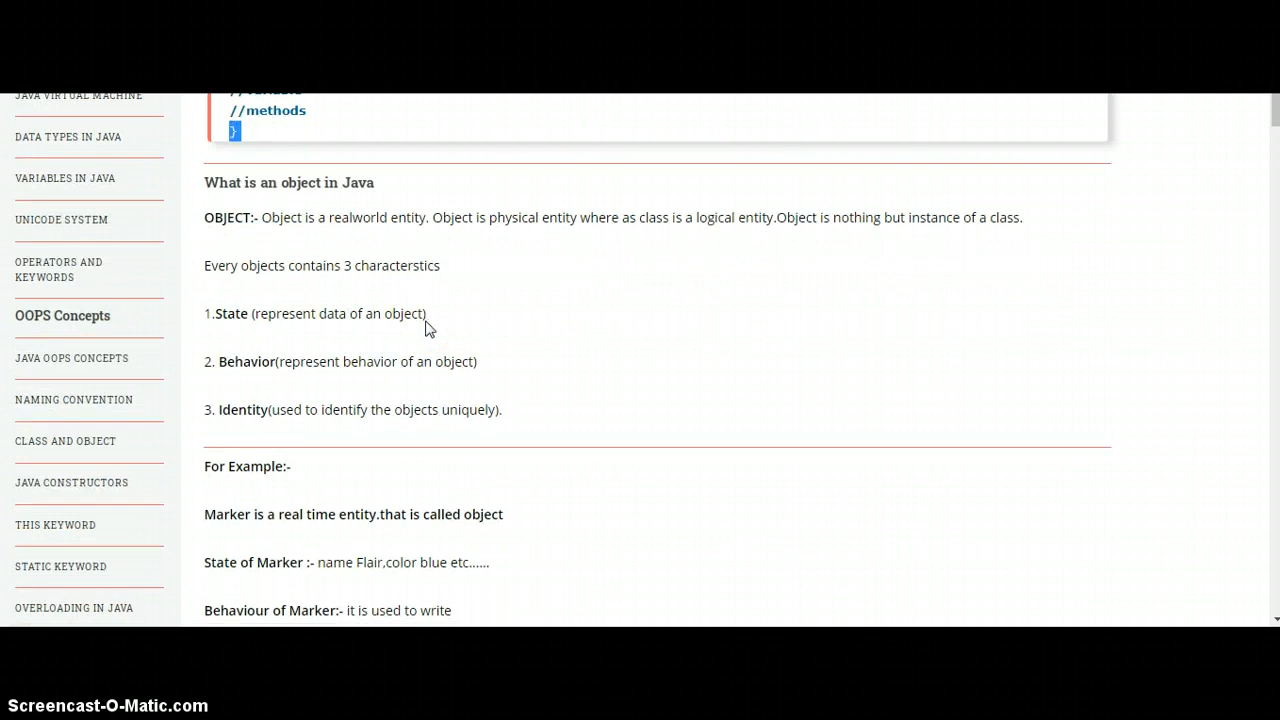 JAVA VIRTUAL MACHINE
DATA TYPES IN JAVA
VARIABLES IN JAVA
UNICODE SYSTEM
OPERATORS AND
KEYWORDS
OOPS Concepts
JAVA OOPS CONCEPTS
NAMING CONVENTION
CLASS AND OBJECT
JAVA CONSTRUCTORS
THIS KEYWORD
STATIC KEYWORD
OVERLOADING IN JAVA
//methods
}
What is an object in Java
OBJECT:- Object is a realworld entity. Object is physical entity where as class is a logical entity.Object is nothing but instance of a class.
Every objects contains 3 characterstics
1.State (represent data of an object)
2. Behavior(represent behavior of an object)
3. Identity(used to identify the objects uniquely).
For Example:-
Marker is a real time entity.that is called object
State of Marker :- name Flair,color blue etc......
Behaviour of Marker:- it is used to write
Screencast-O-Matic.com